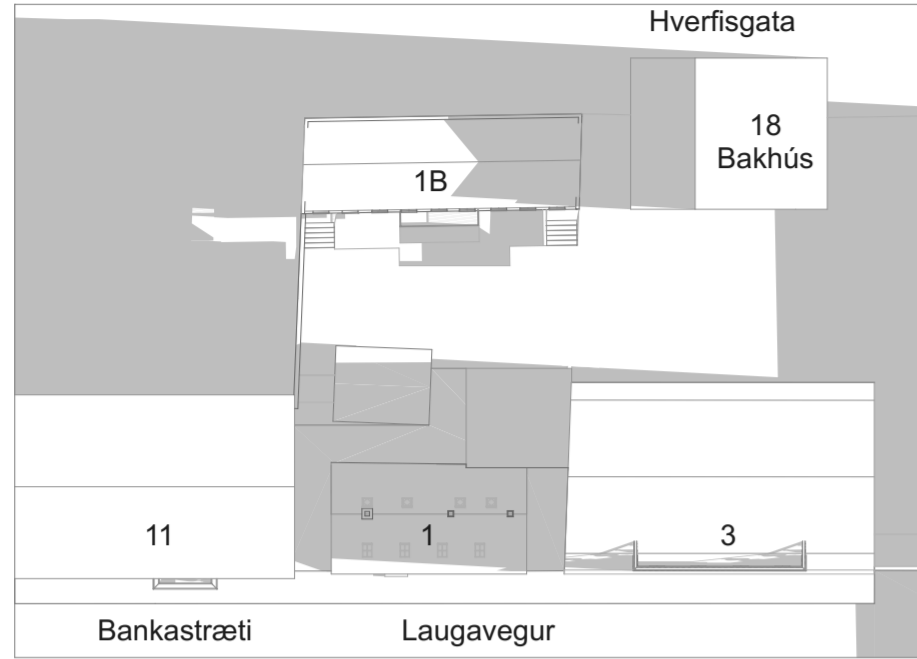 Hverfisgata
18
Bakhús
1B
11
1
3
Bankastræti
Laugavegur